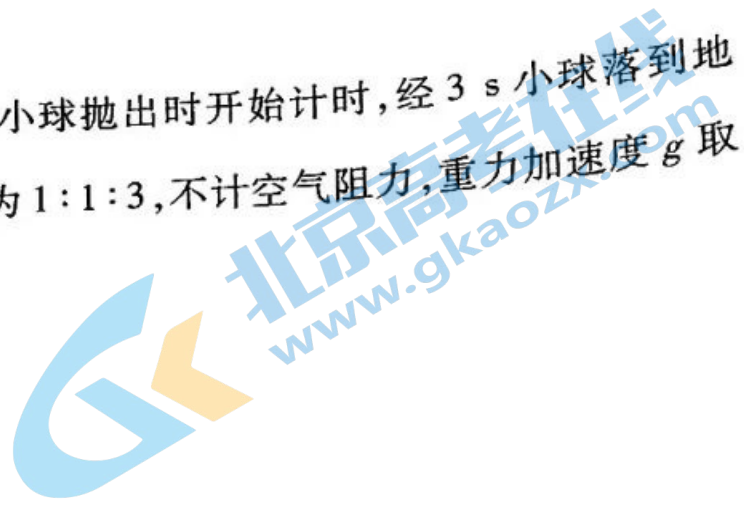 小球抛出时开始计时,经 3 s 小球落到地
为 1:1:3,不计空气阻力,重力加速度 g 取
北京高考在线
www.gkaozx.com